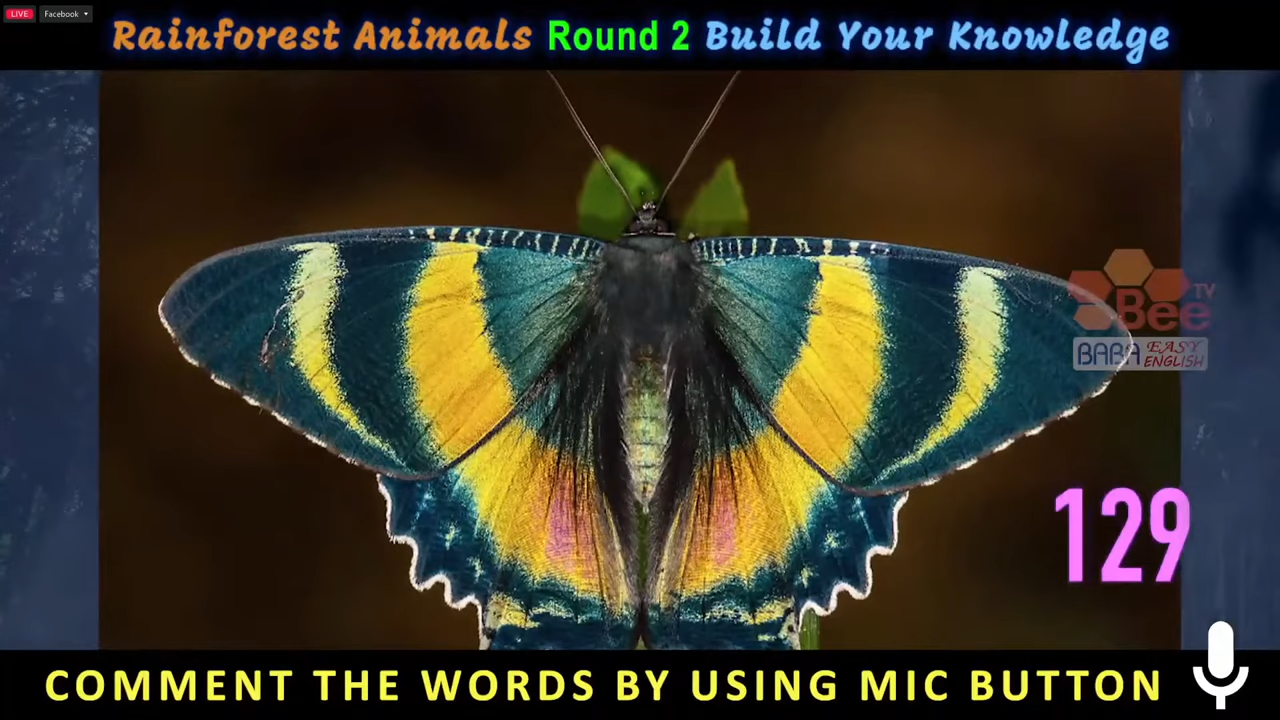 LIVE Facebook
Rainforest Animals Round 2 Build Your Knowledge
Bee TV
BABA EASY ENGLISH
129
COMMENT THE WORDS BY USING MIC BUTTON